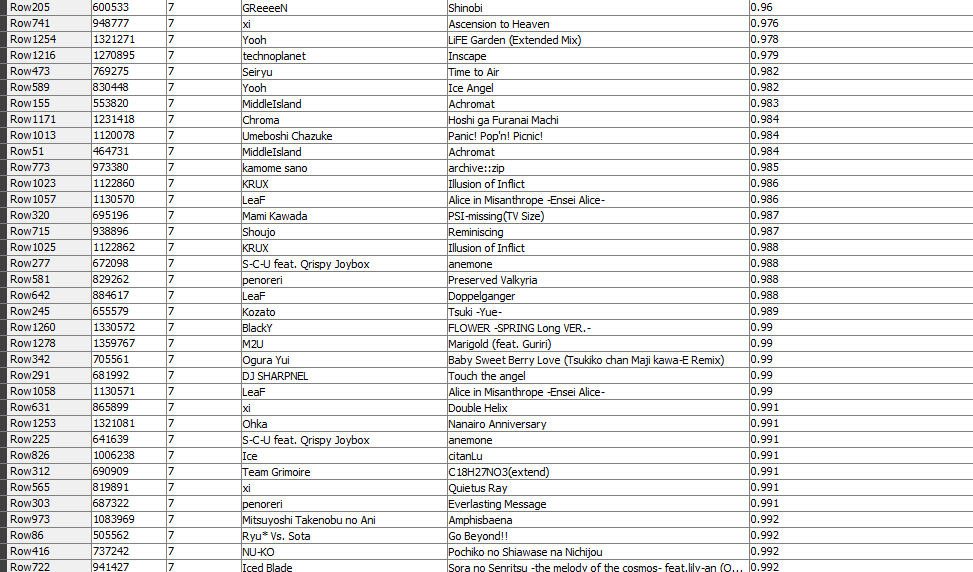 Row205 600533 7 GReeeeN Shinobi 0.96
Row741 948777 7 xi Ascension to Heaven 0.976
Row1254 1321271 7 Yooh LiFE Garden (Extended Mix) 0.978
Row1216 1270895 7 technoplanet Inscape 0.979
Row473 769275 7 Seiryu Time to Air 0.982
Row589 830448 7 Yooh Ice Angel 0.982
Row155 553820 7 MiddleIsland Achromat 0.983
Row1171 1231418 7 Chroma Hoshi ga Furanai Machi 0.984
Row1013 1120078 7 Umeboshi Chazuke Panic! Pop'n! Picnic! 0.984
Row51 464731 7 MiddleIsland Achromat 0.984
Row773 973380 7 kamome sano archive::zip 0.985
Row1023 1122860 7 KRUX Illusion of Inflict 0.986
Row1057 1130570 7 LeaF Alice in Misanthrope -Ensei Alice- 0.986
Row320 695196 7 Mami Kawada PSI-missing(TV Size) 0.987
Row715 938896 7 Shoujo Reminiscing 0.987
Row1025 1122862 7 KRUX Illusion of Inflict 0.988
Row277 672098 7 S-C-U feat. Qrispy Joybox anemone 0.988
Row581 829262 7 penoreri Preserved Valkyria 0.988
Row642 884617 7 LeaF Doppelganger 0.988
Row245 655579 7 Kozato Tsuki -Yue- 0.989
Row1260 1330572 7 BlackY FLOWER -SPRING Long VER.- 0.99
Row1278 1359767 7 M2U Marigold (feat. Guriri) 0.99
Row342 705561 7 Ogura Yui Baby Sweet Berry Love (Tsukiko chan Maji kawa-E Remix) 0.99
Row291 681992 7 DJ SHARPNEL Touch the angel 0.99
Row1058 1130571 7 LeaF Alice in Misanthrope -Ensei Alice- 0.99
Row631 865899 7 xi Double Helix 0.991
Row1253 1321081 7 Ohka Nanairo Anniversary 0.991
Row225 641639 7 S-C-U feat. Qrispy Joybox anemone 0.991
Row826 1006238 7 Ice citanLu 0.991
Row312 690909 7 Team Grimoire C18H27NO3(extend) 0.991
Row565 819891 7 xi Quietus Ray 0.991
Row303 687322 7 penoreri Everlasting Message 0.991
Row973 1083969 7 Mitsuyoshi Takenobu no Ani Amphisbaena 0.992
Row86 505562 7 Ryu* Vs. Sota Go Beyond!! 0.992
Row416 737242 7 NU-KO Pochiko no Shiawase na Nichijou 0.992
Row722 941427 7 Iced Blade Sora no Senritsu -the melody of the cosmos- feat.lily-an (O... 0.992